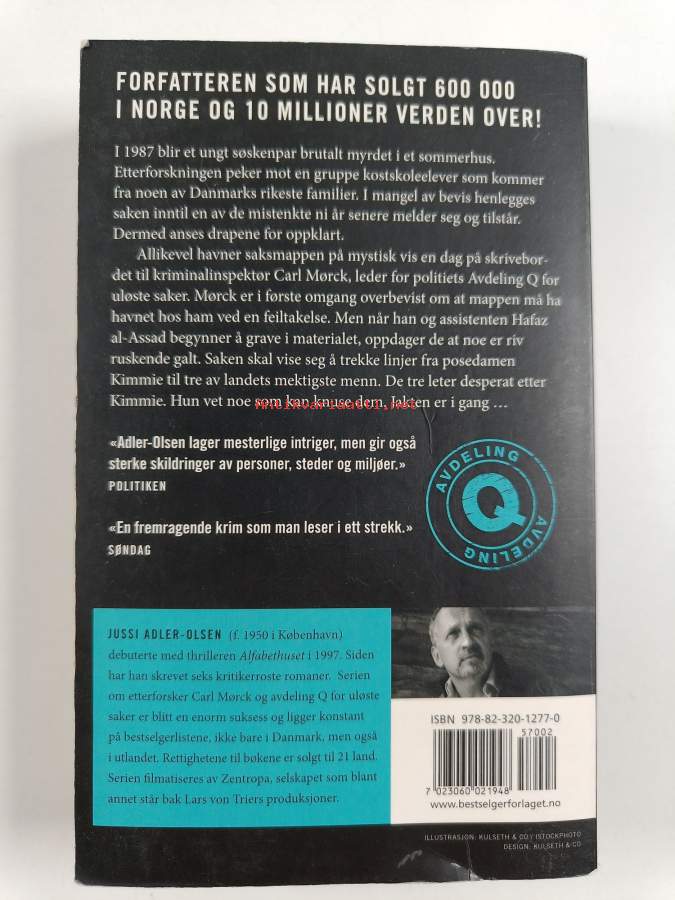 FORFATTEREN SOM HAR SOLGT 600 000
I NORGE OG 10 MILLIONER VERDEN OVER!
I 1987 blir et ungt søskenpar brutalt myrdet i et sommerhus.
Etterforskningen peker mot en gruppe kostskoleelever som kommer
fra noen av Danmarks rikeste familier. I mangel av bevis henlegges
saken inntil en av de mistenkte ni år senere melder seg og tilstår.
Dermed anses drapene for oppklart.
Allikevel havner saksmappen på mystisk vis en dag på skrivebor-
det til kriminalinspektør Carl Mørck, leder for politiets Avdeling Q for
uløste saker. Mørck er i første omgang overbevist om at mappen må ha
havnet hos ham ved en feiltakelse. Men når han og assistenten Hafaz
al-Assad begynner å grave i materialet, oppdager de at noe er riv
ruskende galt. Saken skal vise seg å trekke linjer fra posedamen
Kimmie til tre av landets mektigste menn. De tre leter desperat etter
Kimmie. Hun vet noe som kan knuse dem. Jakten er i gang ...
Antikvariaatti.net
«Adler-Olsen lager mesterlige intriger, men gir også
sterke skildringer av personer, steder og miljøer.»
POLITIKEN
«En fremragende krim som man leser i ett strekk.»
SØNDAG
AVDELING
Q
AVDELING
JUSSI ADLER-OLSEN (f. 1950 i København)
debuterte med thrilleren Alfabethuset i 1997. Siden
har han skrevet seks kritikerroste romaner. Serien
om etterforsker Carl Mørck og avdeling Q for uløste
saker er blitt en enorm suksess og ligger konstant
på bestselgerlistene, ikke bare i Danmark, men også
i utlandet. Rettighetene til bøkene er solgt til 21 land.
Serien filmatiseres av Zentropa, selskapet som blant
annet står bak Lars von Triers produksjoner.
ISBN 978-82-320-1277-0
57002
7 023060 021948
www.bestselgerforlaget.no
ILLUSTRASJON: KULSETH & CO / ISTOCKPHOTO
DESIGN: KULSETH & CO